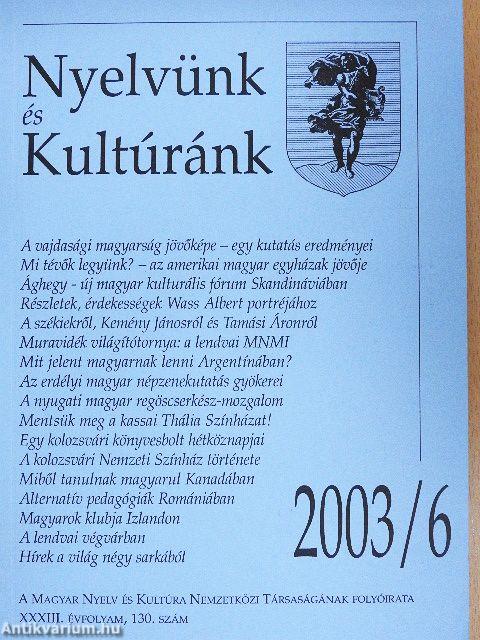 Nyelvünk
és
Kultúránk
A vajdasági magyarság jövőképe – egy kutatás eredményei
Mi tévők legyünk? – az amerikai magyar egyházak jövője
Ághegy - új magyar kulturális fórum Skandináviában
Részletek, érdekességek Wass Albert portréjához
A székiekről, Kemény Jánosról és Tamási Áronról
Muravidék világítótornya: a lendvai MNMI
Mit jelent magyarnak lenni Argentínában?
Az erdélyi magyar népzenekutatás gyökerei
A nyugati magyar regöscserkész-mozgalom
Mentsük meg a kassai Thália Színházat!
Egy kolozsvári könyvesbolt hétköznapjai
A kolozsvári Nemzeti Színház története
Miből tanulnak magyarul Kanadában
Alternatív pedagógiák Romániában
Magyarok klubja Izlandon
A lendvai végvárban
Hírek a világ négy sarkából
2003/6
A MAGYAR NYELV ÉS KULTÚRA NEMZETKÖZI TÁRSASÁGÁNAK FOLYÓIRATA
XXXIII. ÉVFOLYAM, 130. SZÁM
Antikvarium.hu